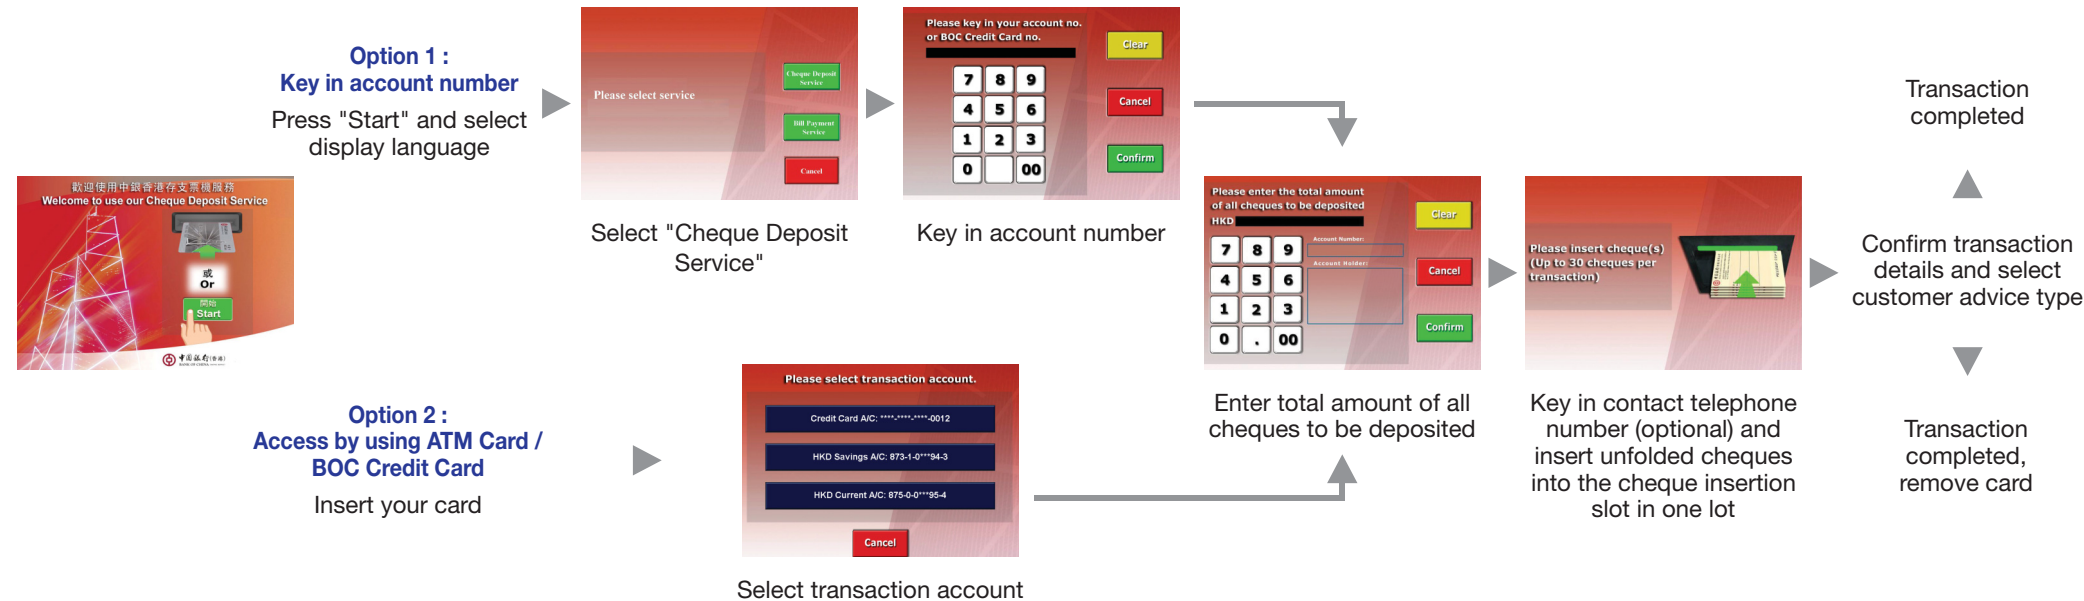 歡迎使用中銀香港存支票機服務
Welcome to use our Cheque Deposit Service
或
Or
開始
Start
中國銀行(香港)
Option 1 :
Key in account number
Press "Start" and select
display language
Please select service
Cheque Deposit
Service
Bill Payment
Service
Cancel
Select "Cheque Deposit
Service"
Please key in your account no.
or BOC Credit Card no.
7 8 9
4 5 6
1 2 3
0 00
Clear
Cancel
Confirm
Key in account number
Option 2 :
Access by using ATM Card /
BOC Credit Card
Insert your card
Please select transaction account.
Credit Card A/C: ****-****-****-0012
HKD Savings A/C: 873-1-0***94-3
HKD Current A/C: 875-0-0***95-4
Cancel
Select transaction account
Please enter the total amount
of all cheques to be deposited
HKD
7 8 9
4 5 6
1 2 3
0 . 00
Account Number:
Account Holder:
Clear
Cancel
Confirm
Enter total amount of all
cheques to be deposited
Please insert cheque(s)
(Up to 30 cheques per
transaction)
Key in contact telephone
number (optional) and
insert unfolded cheques
into the cheque insertion
slot in one lot
Transaction
completed
Confirm transaction
details and select
customer advice type
Transaction
completed,
remove card